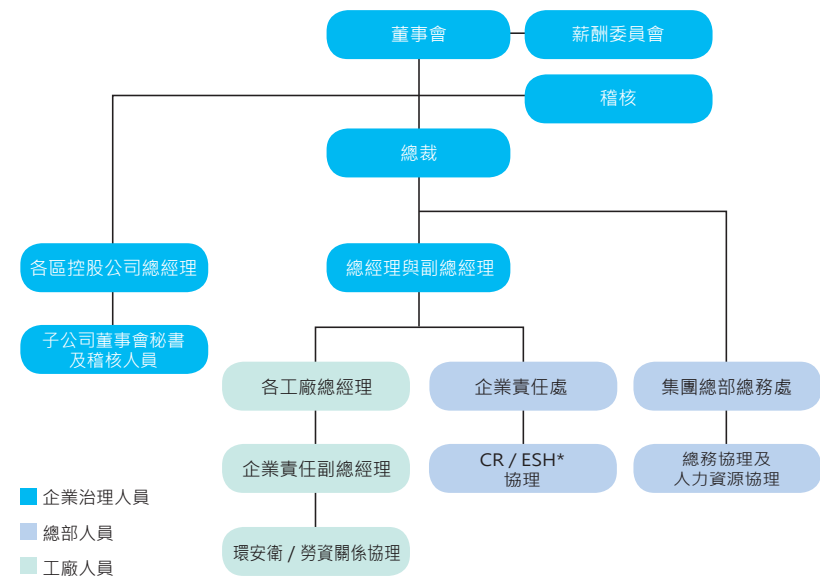 董事會
薪酬委員會
稽核
總裁
各區控股公司總經理
總經理與副總經理
子公司董事會秘書
及稽核人員
各工廠總經理
企業責任處
集團總部總務處
企業責任副總經理
CR / ESH*
協理
總務協理及
人力資源協理
企業治理人員
總部人員
環安衛 / 勞資關係協理
工廠人員